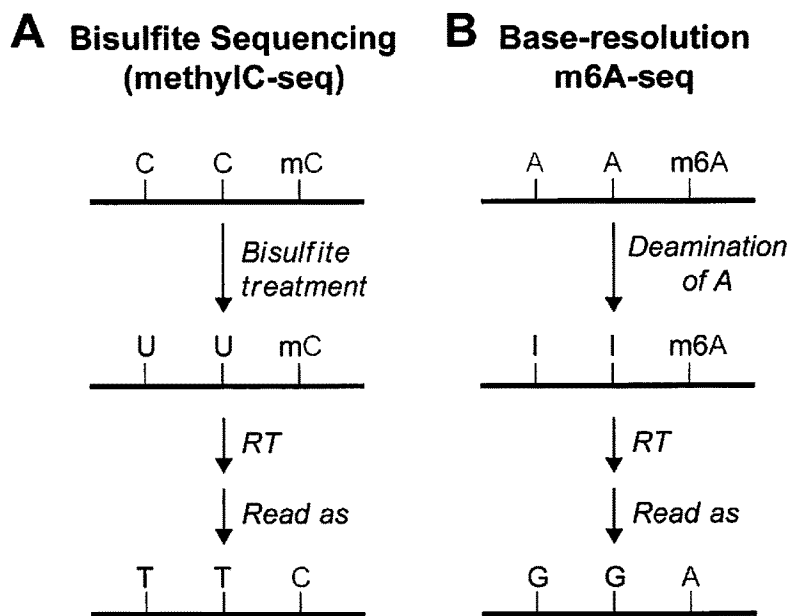 A Bisulfite Sequencing
(methylC-seq)
C C mC
Bisulfite
treatment
U U mC
RT
Read as
T T C
B Base-resolution
m6A-seq
A A m6A
Deamination
of A
I I m6A
RT
Read as
G G A